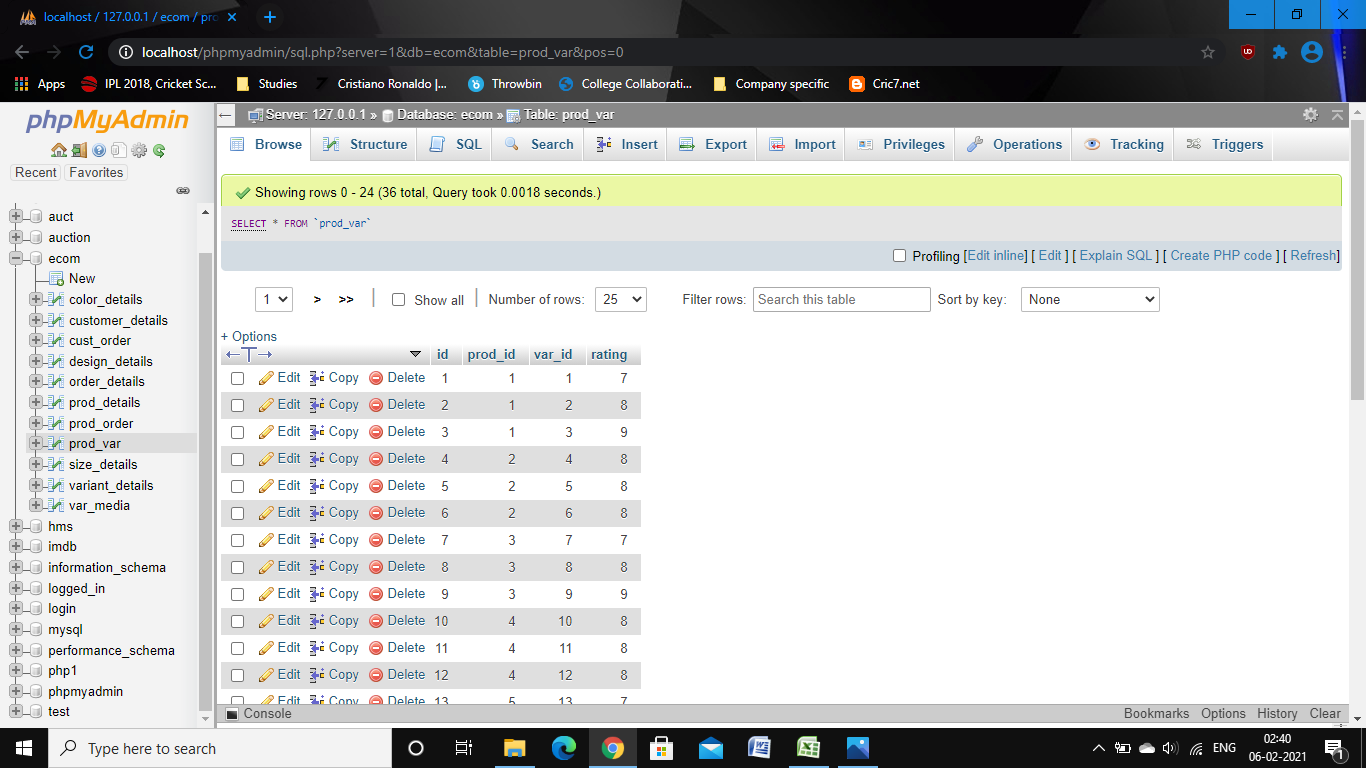 localhost / 127.0.0.1 / ecom / pro
localhost/phpmyadmin/sql.php?server=1&db=ecom&table=prod_var&pos=0
Apps IPL 2018, Cricket Sc... Studies Cristiano Ronaldo |... Throwbin College Collaborati... Company specific Cric7.net
phpMyAdmin
Recent Favorites
auct
auction
ecom
New
color_details
customer_details
cust_order
design_details
order_details
prod_details
prod_order
prod_var
size_details
variant_details
var_media
hms
imdb
information_schema
logged_in
login
mysql
performance_schema
php1
phpmyadmin
test
Server: 127.0.0.1 » Database: ecom » Table: prod_var
Browse Structure SQL Search Insert Export Import Privileges Operations Tracking Triggers
Showing rows 0 - 24 (36 total, Query took 0.0018 seconds.)
SELECT * FROM `prod_var`
Profiling [Edit inline] [ Edit ] [ Explain SQL ] [ Create PHP code ] [ Refresh]
1 > >> Show all Number of rows: 25 Filter rows: Search this table Sort by key: None
+ Options
←T→ id prod_id var_id rating
Edit Copy Delete 1 1 1 7
Edit Copy Delete 2 1 2 8
Edit Copy Delete 3 1 3 9
Edit Copy Delete 4 2 4 8
Edit Copy Delete 5 2 5 8
Edit Copy Delete 6 2 6 8
Edit Copy Delete 7 3 7 7
Edit Copy Delete 8 3 8 8
Edit Copy Delete 9 3 9 9
Edit Copy Delete 10 4 10 8
Edit Copy Delete 11 4 11 8
Edit Copy Delete 12 4 12 8
Edit Copy Delete 13 5 13 7
Console Bookmarks Options History Clear
Type here to search
ENG 02:40
06-02-2021
1